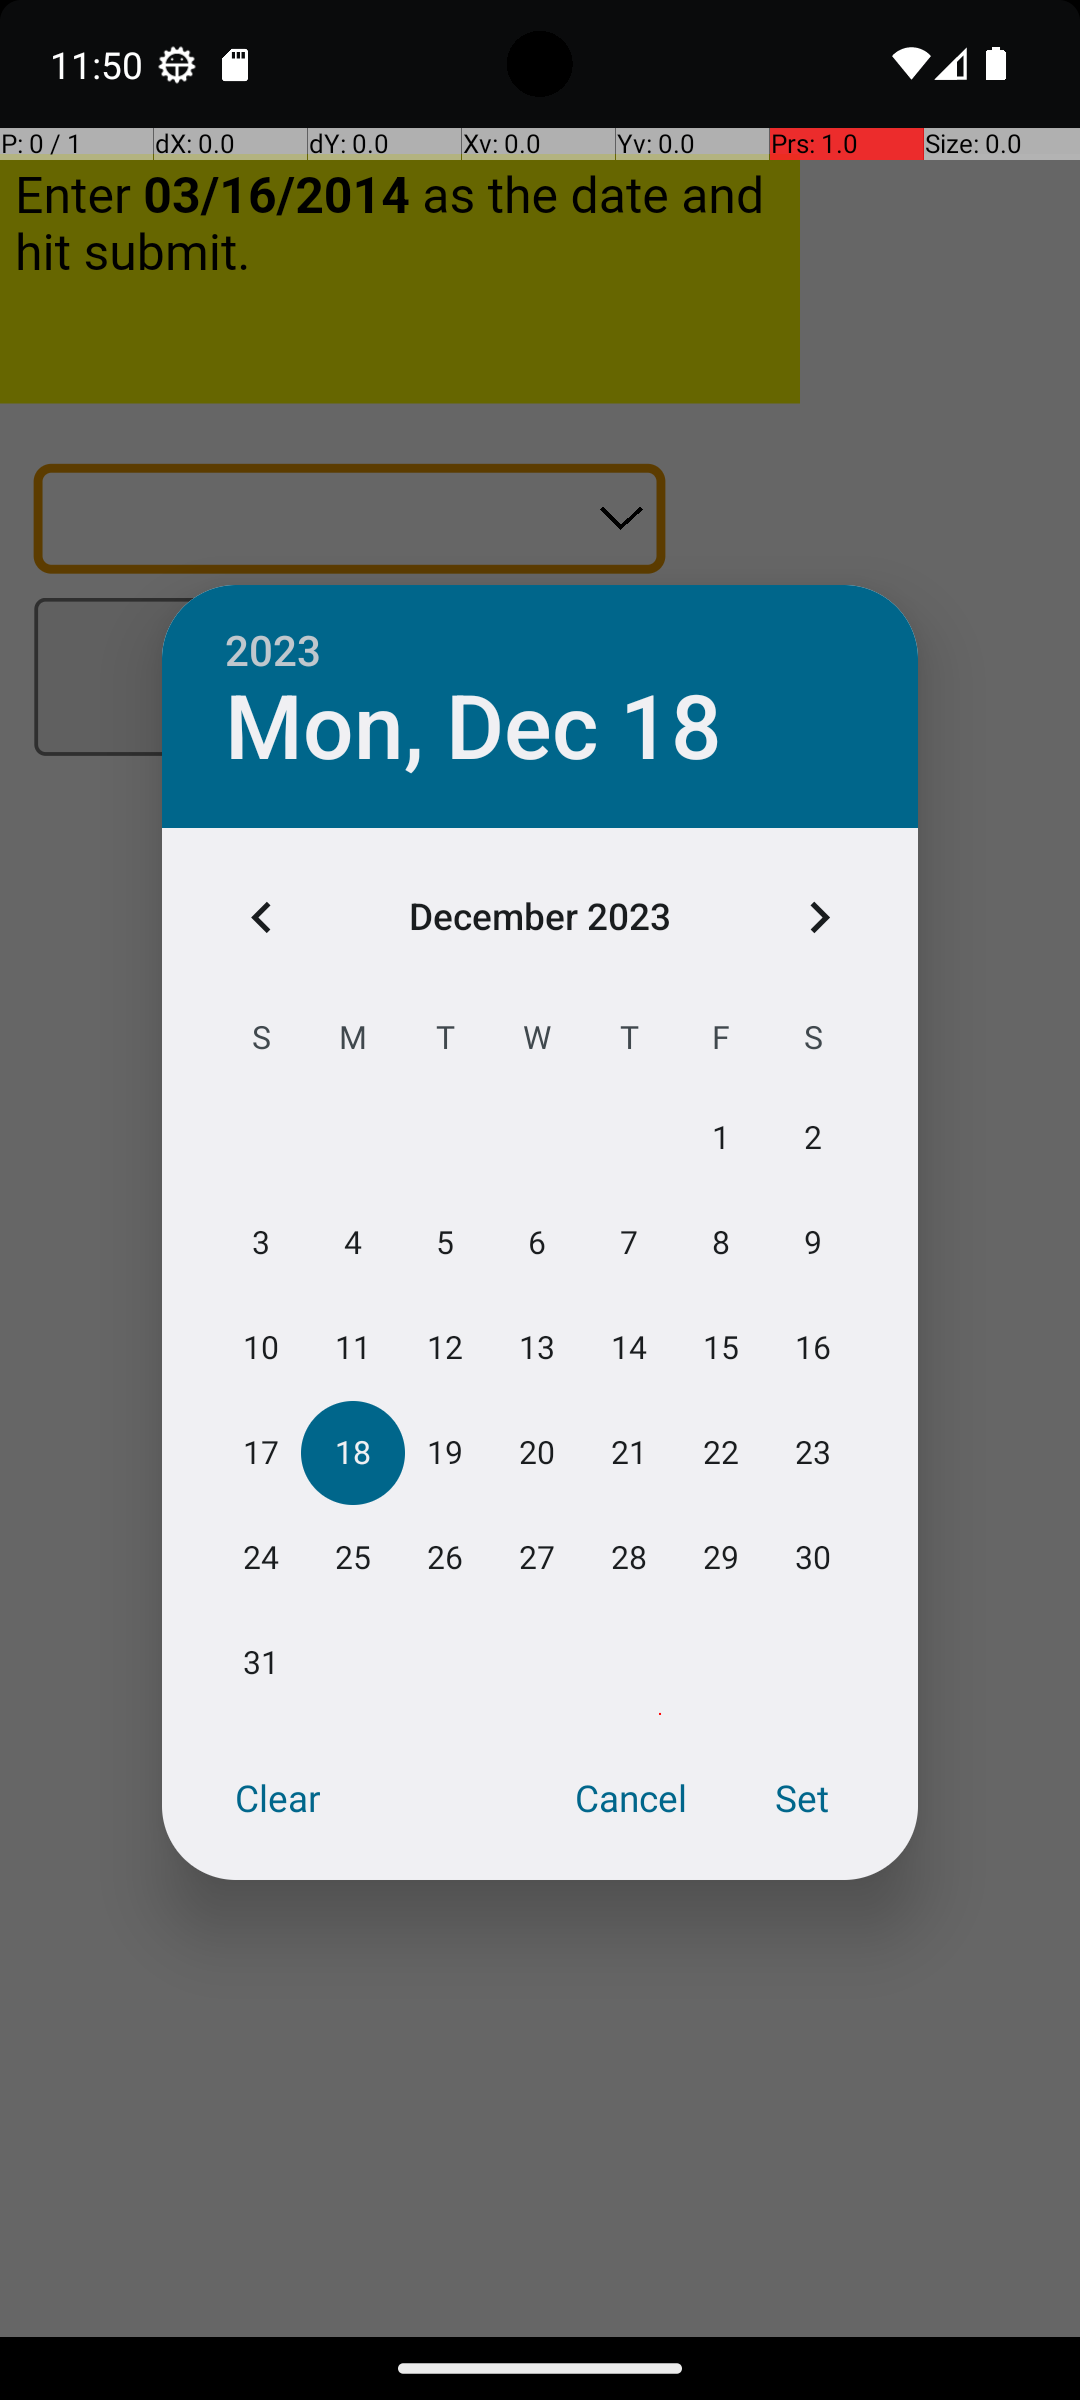 11:50
P: 0 / 1 dX: 0.0 dY: 0.0 Xv: 0.0 Yv: 0.0 Prs: 1.0 Size: 0.0
Enter 03/16/2014 as the date and
hit submit.
2023
Mon, Dec 18
December 2023
S M T W T F S
1 2
3 4 5 6 7 8 9
10 11 12 13 14 15 16
17 18 19 20 21 22 23
24 25 26 27 28 29 30
31
Clear Cancel Set